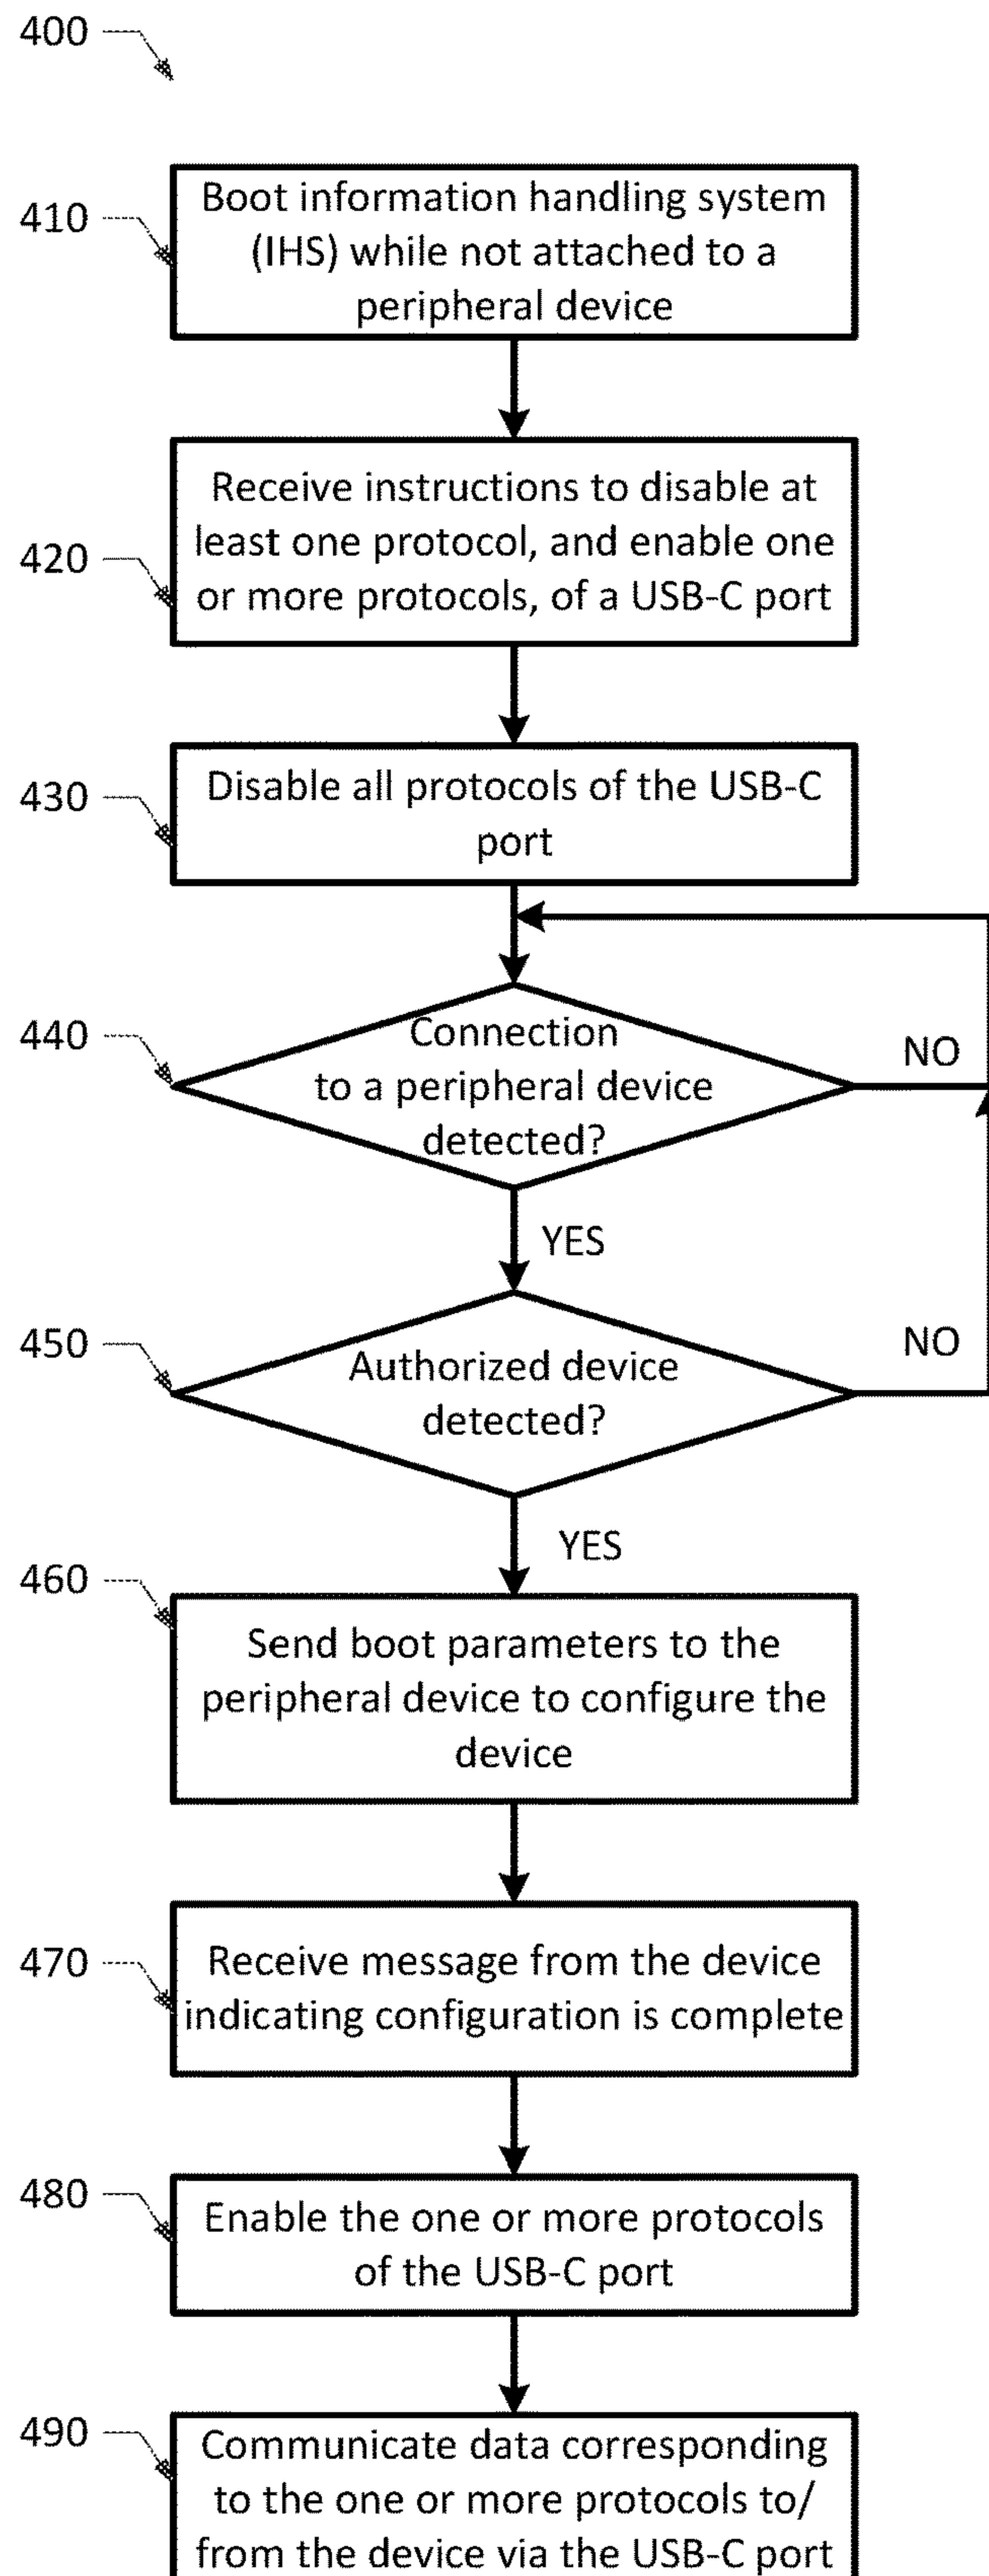 400
410
Boot information handling system
(IHS) while not attached to a
peripheral device
420
Receive instructions to disable at
least one protocol, and enable one
or more protocols, of a USB-C port
430
Disable all protocols of the USB-C
port
440
Connection
to a peripheral device
detected?
NO
YES
450
Authorized device
detected?
NO
YES
460
Send boot parameters to the
peripheral device to configure the
device
470
Receive message from the device
indicating configuration is complete
480
Enable the one or more protocols
of the USB-C port
490
Communicate data corresponding
to the one or more protocols to/
from the device via the USB-C port